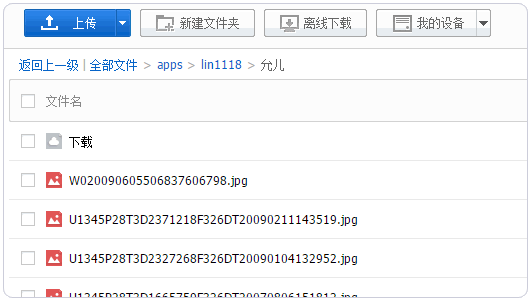 上传 新建文件夹 离线下载 我的设备
返回上一级 | 全部文件 > apps > lin1118 > 允儿
文件名
下载
W020090605506837606798.jpg
U1345P28T3D2371218F326DT20090211143519.jpg
U1345P28T3D2327268F326DT20090104132952.jpg